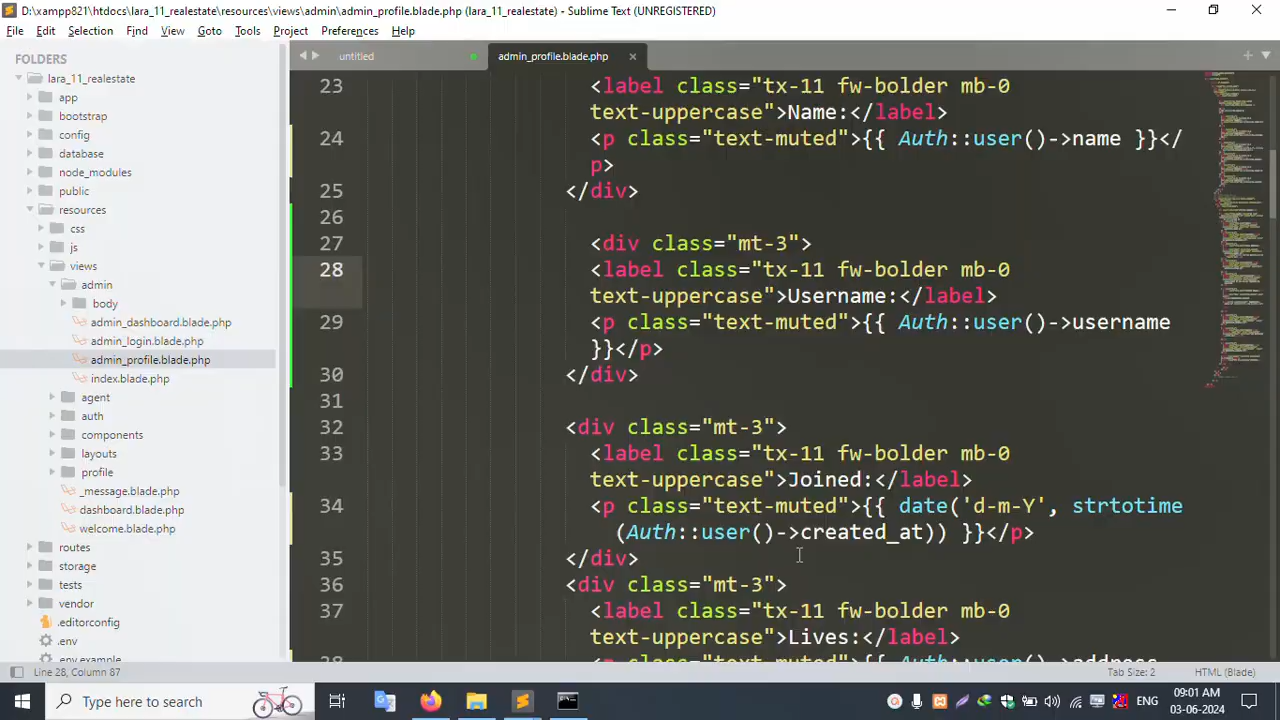 D:\xampp821\htdocs\lara_11_realestate\resources\views\admin\admin_profile.blade.php (lara_11_realestate) - Sublime Text (UNREGISTERED)
File Edit Selection Find View Goto Tools Project Preferences Help
FOLDERS
lara_11_realestate
app
bootstrap
config
database
node_modules
public
resources
css
js
views
admin
body
admin_dashboard.blade.php
admin_login.blade.php
admin_profile.blade.php
index.blade.php
agent
auth
components
layouts
profile
_message.blade.php
dashboard.blade.php
welcome.blade.php
routes
storage
tests
vendor
.editorconfig
.env
.env.example
untitled
admin_profile.blade.php
23 <label class="tx-11 fw-bolder mb-0
text-uppercase">Name:</label>
24 <p class="text-muted">{{ Auth::user()->name }}</
p>
25 </div>
26
27 <div class="mt-3">
28 <label class="tx-11 fw-bolder mb-0
text-uppercase">Username:</label>
29 <p class="text-muted">{{ Auth::user()->username
}}</p>
30 </div>
31
32 <div class="mt-3">
33 <label class="tx-11 fw-bolder mb-0
text-uppercase">Joined:</label>
34 <p class="text-muted">{{ date('d-m-Y', strtotime
(Auth::user()->created_at)) }}</p>
35 </div>
36 <div class="mt-3">
37 <label class="tx-11 fw-bolder mb-0
text-uppercase">Lives:</label>
38 <p class="text-muted">{{ Auth::user()->address
Line 28, Column 87
Tab Size: 2
HTML (Blade)
Type here to search
ENG
09:01 AM
03-06-2024